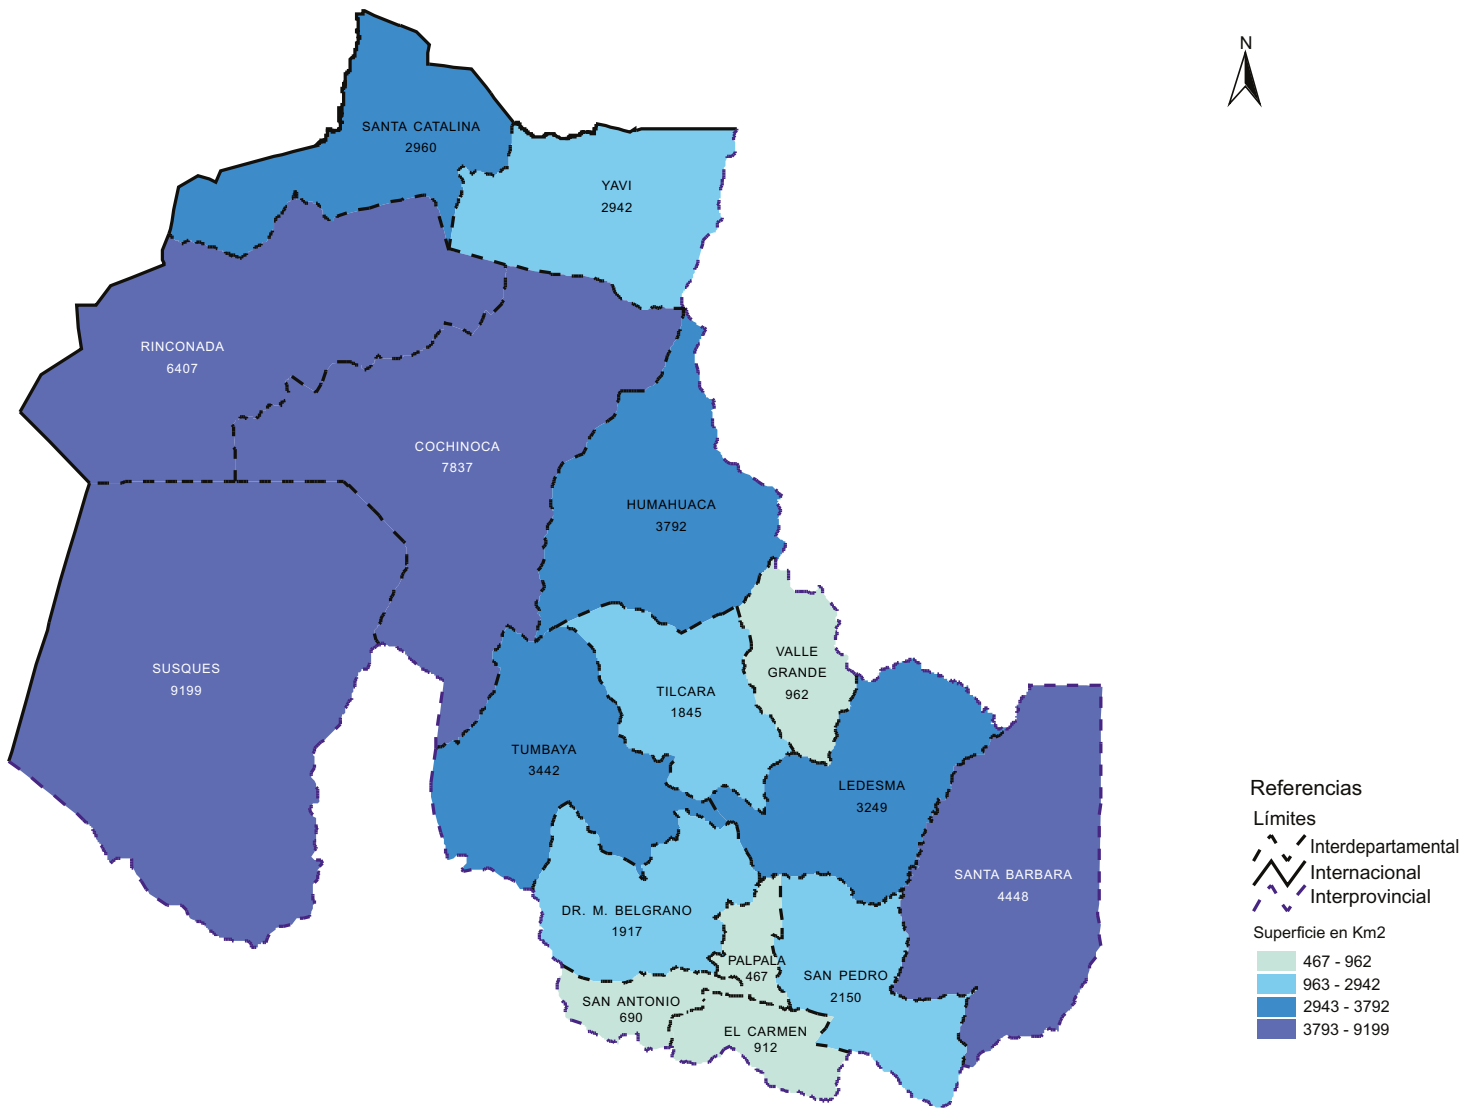 N
SANTA CATALINA
2960
YAVI
2942
RINCONADA
6407
COCHINOCA
7837
HUMAHUACA
3792
SUSQUES
9199
VALLE
GRANDE
962
TILCARA
1845
TUMBAYA
3442
LEDESMA
3249
SANTA BARBARA
4448
DR. M. BELGRANO
1917
PALPALA
467
SAN PEDRO
2150
SAN ANTONIO
690
EL CARMEN
912
Referencias
Límites
Interdepartamental
Internacional
Interprovincial
Superficie en Km2
467 - 962
963 - 2942
2943 - 3792
3793 - 9199